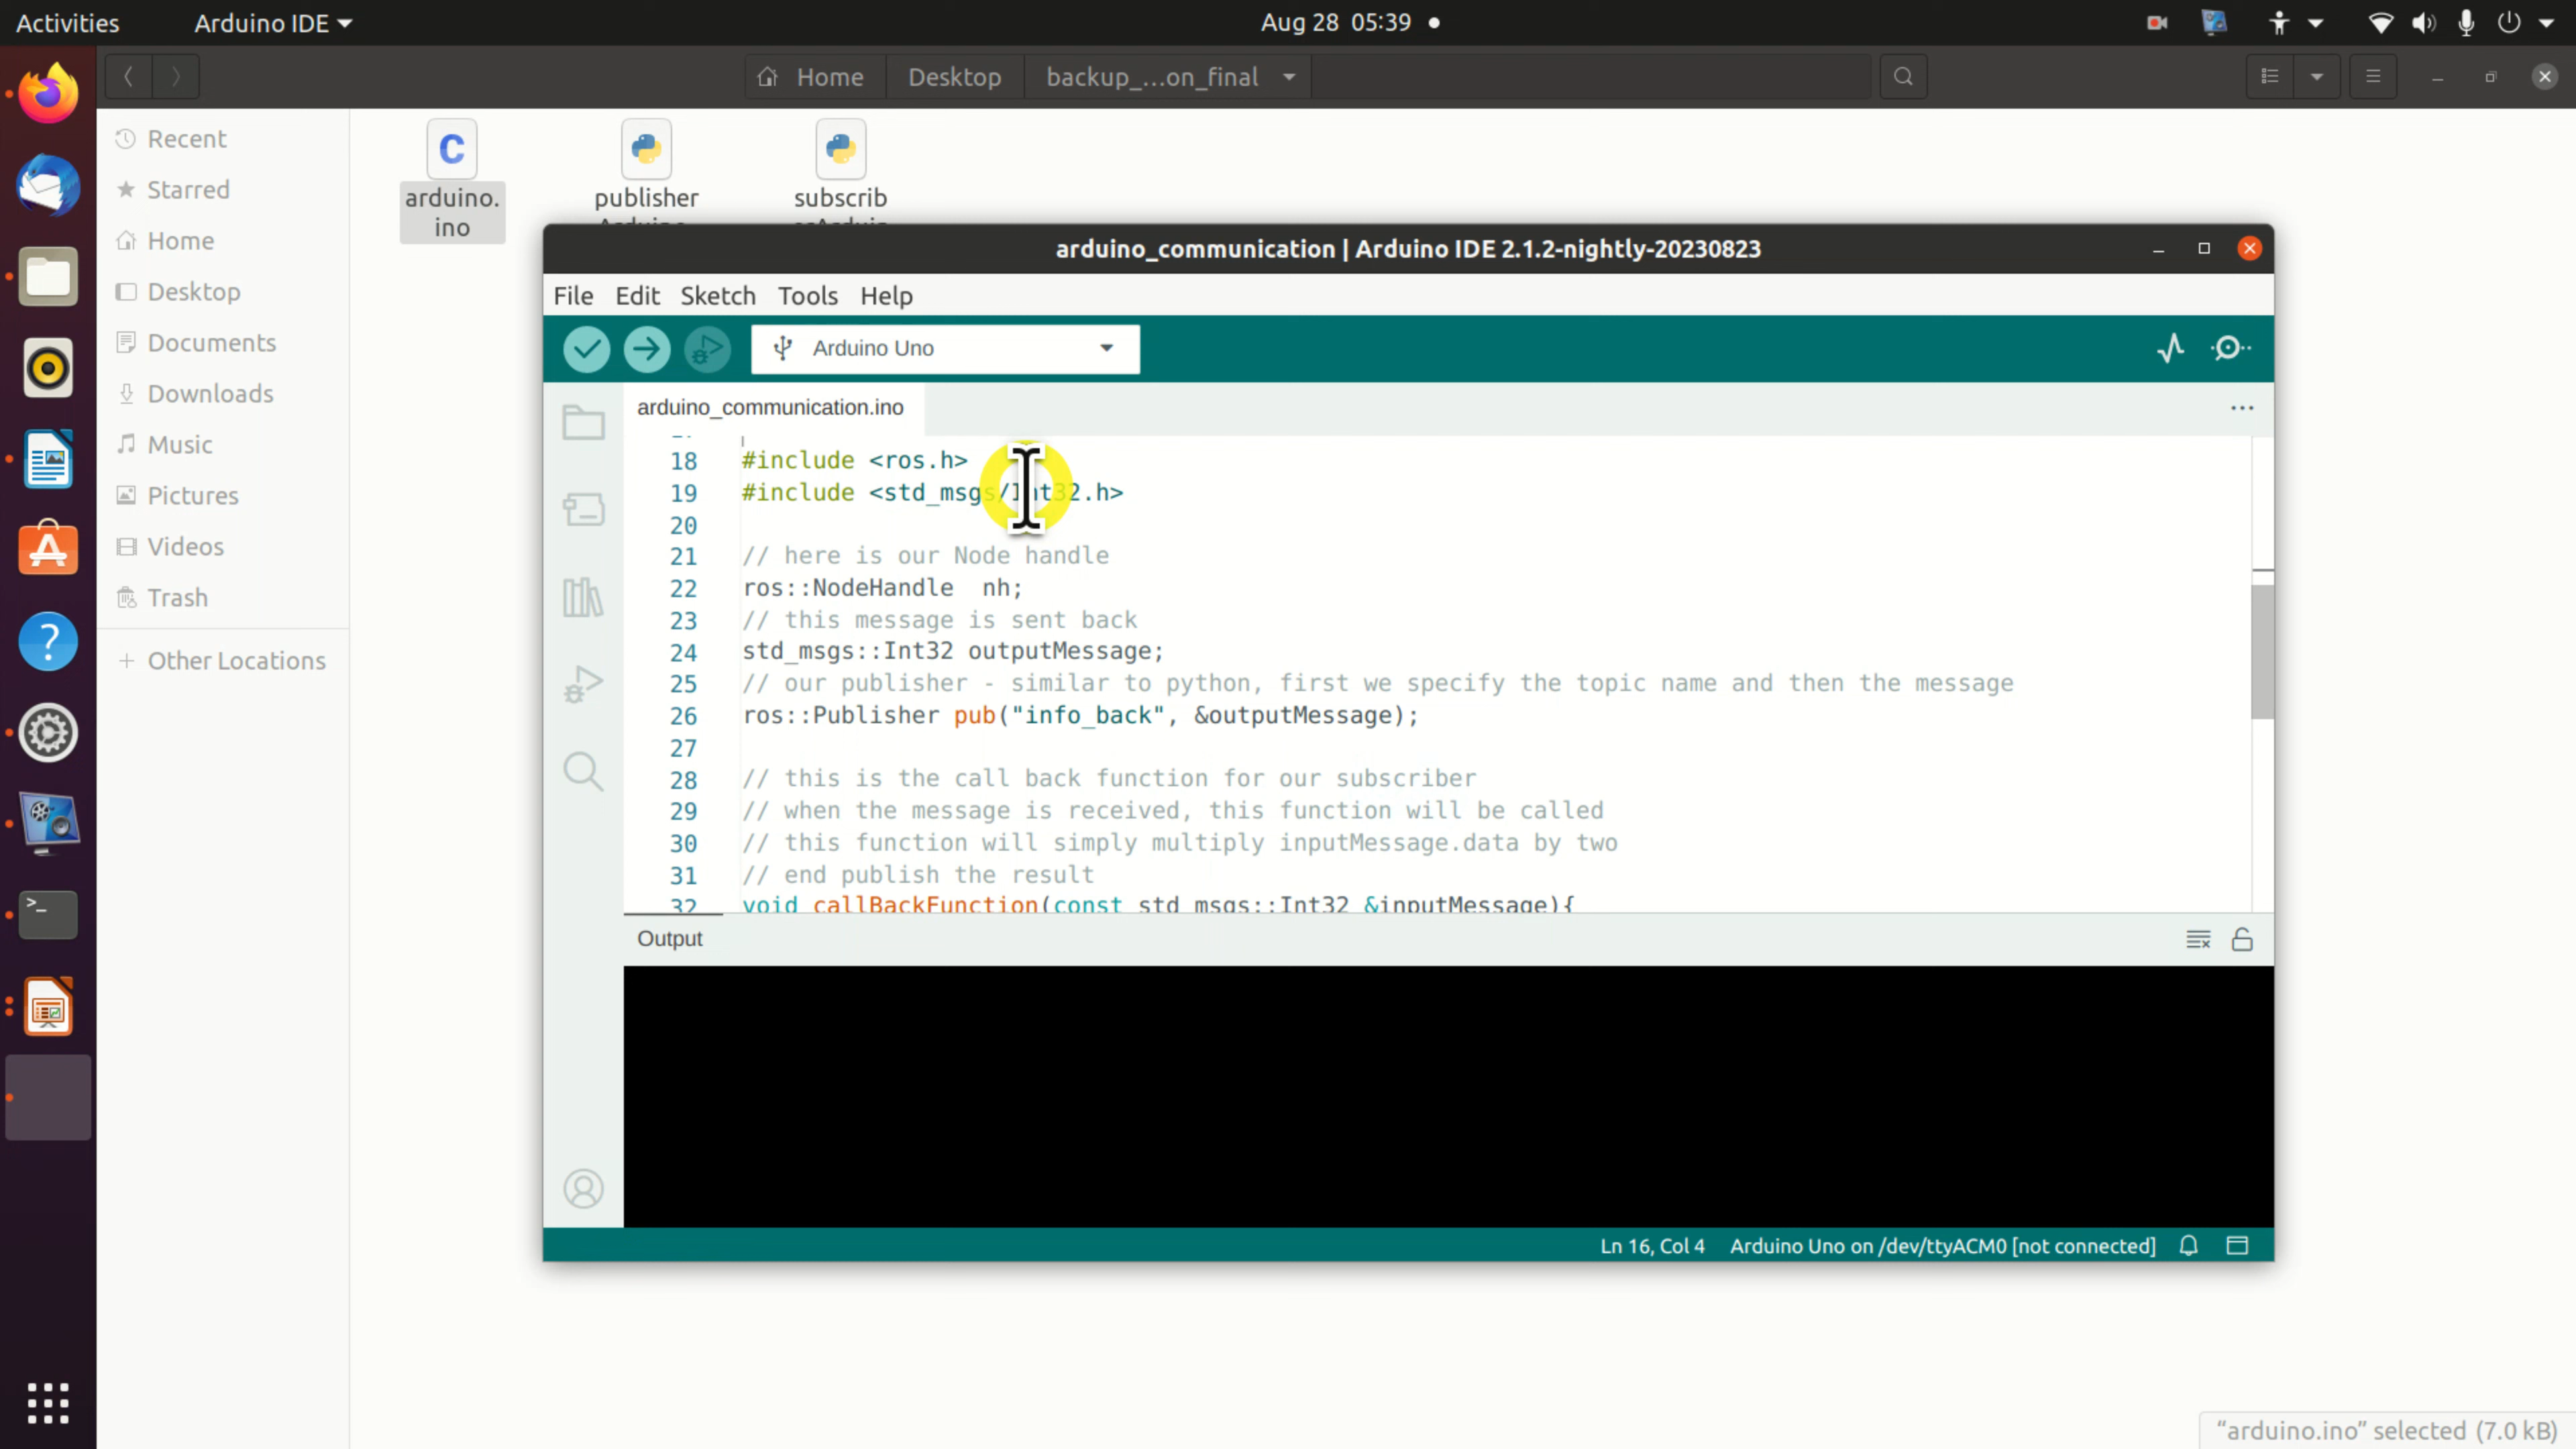 Activities
Arduino IDE
Aug 28 05:39
Home
Desktop
backup_...on_final
Recent
Starred
Home
Desktop
Documents
Downloads
Music
Pictures
Videos
Trash
Other Locations
arduino.
ino
publisher
subscrib
arduino_communication | Arduino IDE 2.1.2-nightly-20230823
File Edit Sketch Tools Help
Arduino Uno
arduino_communication.ino
18 #include <ros.h>
19 #include <std_msgs/Int32.h>
20
21 // here is our Node handle
22 ros::NodeHandle  nh;
23 // this message is sent back
24 std_msgs::Int32 outputMessage;
25 // our publisher - similar to python, first we specify the topic name and then the message
26 ros::Publisher pub("info_back", &outputMessage);
27
28 // this is the call back function for our subscriber
29 // when the message is received, this function will be called
30 // this function will simply multiply inputMessage.data by two
31 // end publish the result
32 void callBackFunction(const std_msgs::Int32 &inputMessage){
Output
Ln 16, Col 4 Arduino Uno on /dev/ttyACM0 [not connected]
“arduino.ino” selected (7.0 kB)